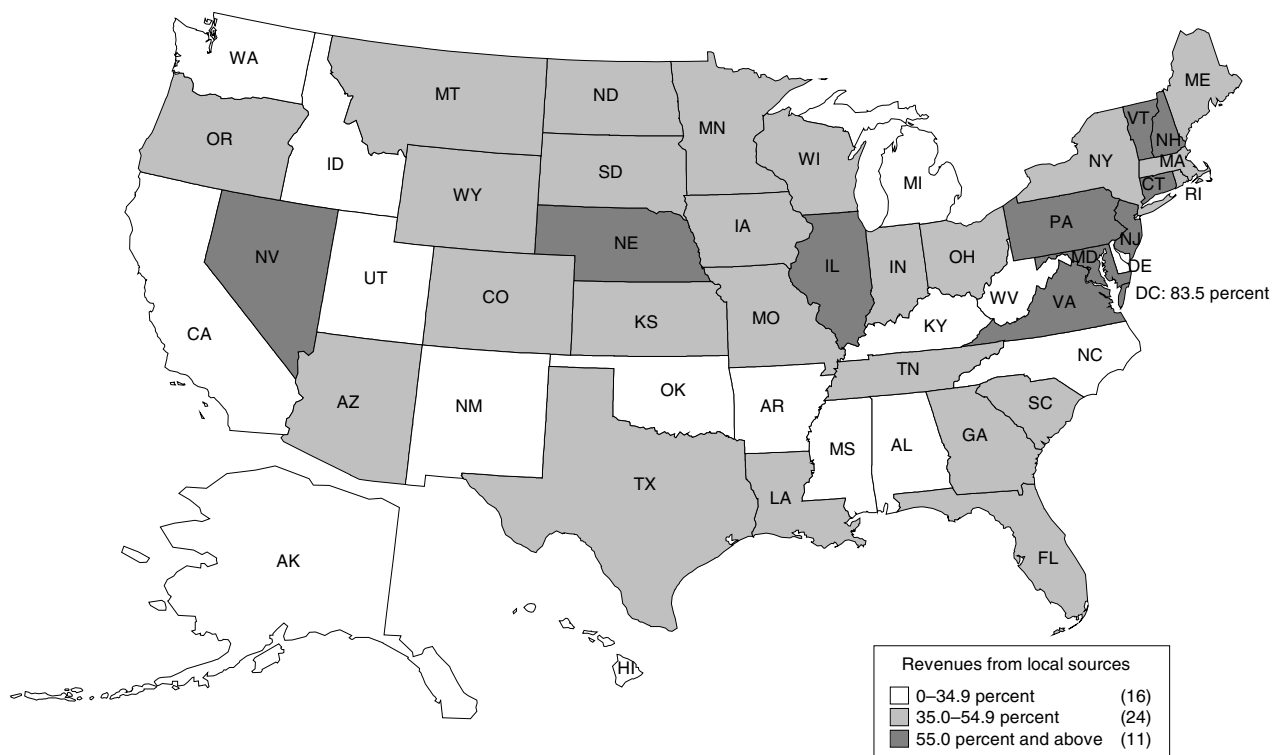 WA
MT
ND
MN
ME
VT
NH
OR
ID
WY
SD
WI
MI
NY
MA
CT
RI
NV
UT
CO
NE
IA
IL
IN
OH
PA
NJ
MD
DE
DC: 83.5 percent
CA
KS
MO
KY
WV
VA
AZ
NM
OK
AR
TN
NC
SC
TX
LA
MS
AL
GA
FL
AK
HI
Revenues from local sources
0–34.9 percent (16)
35.0–54.9 percent (24)
55.0 percent and above (11)